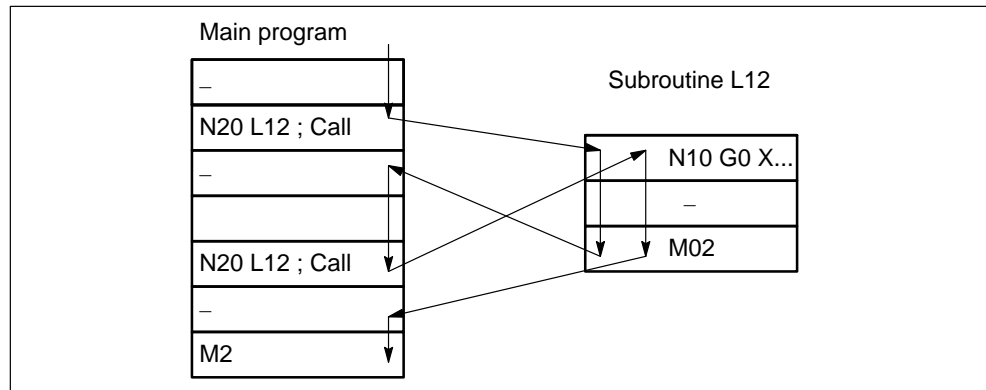 Main program
–
N20 L12 ; Call
–
N20 L12 ; Call
–
M2
Subroutine L12
N10 G0 X...
–
M02